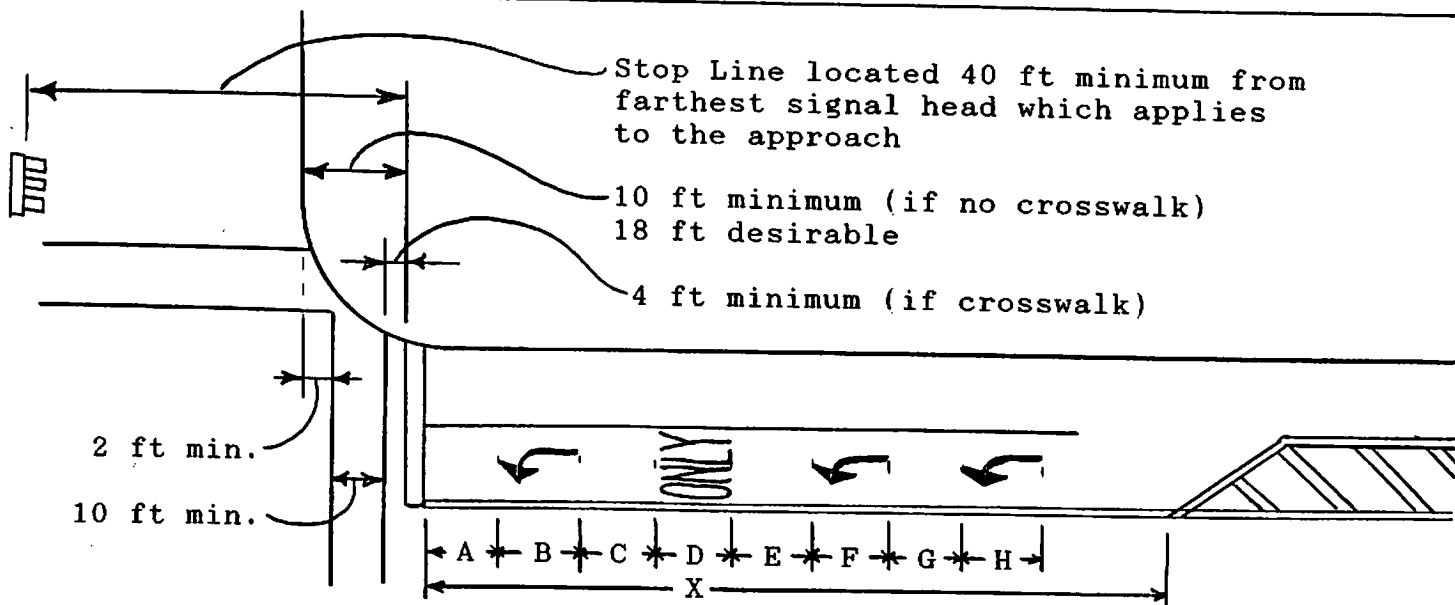 Stop Line located 40 ft minimum from
farthest signal head which applies
to the approach
10 ft minimum (if no crosswalk)
18 ft desirable
4 ft minimum (if crosswalk)
2 ft min.
10 ft min.
ONLY
A B C D E F G H
X